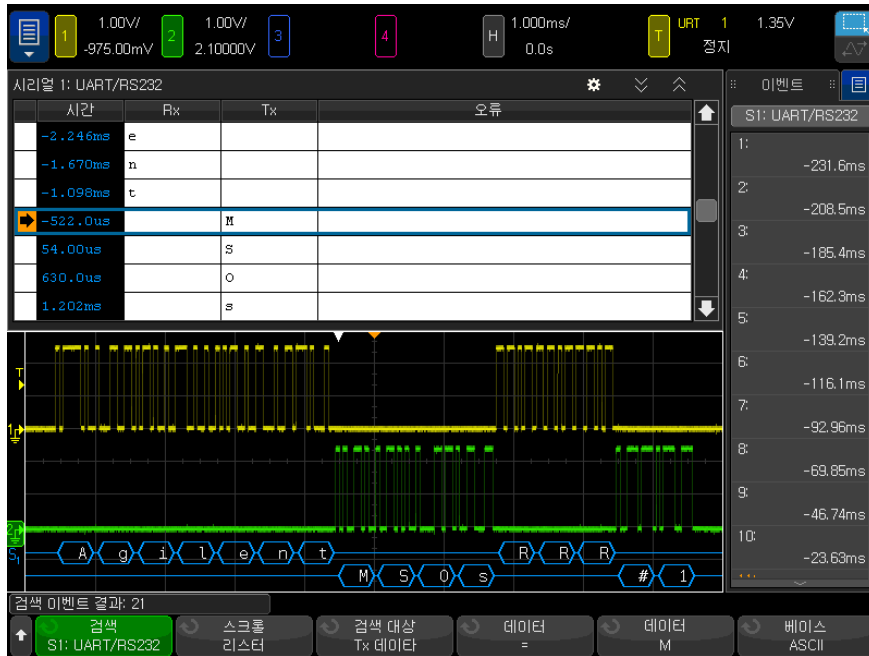 1 1.00V/ 2 1.00V/ 3 4 H 1.000ms/ T URT 1 1.35V
-975.00mV 2.10000V 0.0s 정지
시리얼 1: UART/RS232
시간 Rx Tx 오류
-2.246ms e
-1.670ms n
-1.098ms t
-522.0us M
54.00us S
630.0us O
1.202ms s
이벤트
S1: UART/RS232
1:
-231.6ms
2:
-208.5ms
3:
-185.4ms
4:
-162.3ms
5:
-139.2ms
6:
-116.1ms
7:
-92.96ms
8:
-69.85ms
9:
-46.74ms
10:
-23.63ms
T
1
2
S1 A g i l e n t R R R
M S O s # 1
검색 이벤트 결과: 21
검색 스크롤 검색 대상 데이터 데이터 베이스
S1: UART/RS232 리스터 Tx 데이타 = M ASCII